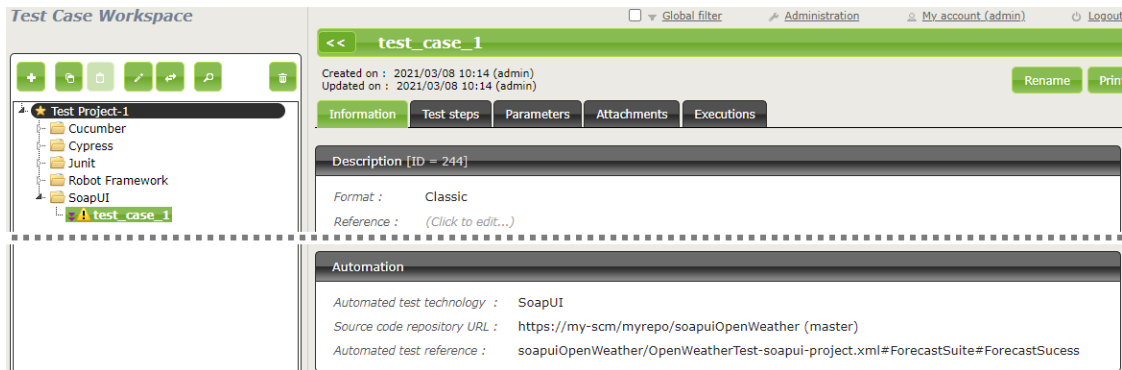 Test Case Workspace
Global filter
Administration
My account (admin)
Logout
<< test_case_1
Created on : 2021/03/08 10:14 (admin)
Updated on : 2021/03/08 10:14 (admin)
Rename
Print
Test Project-1
Cucumber
Cypress
Junit
Robot Framework
SoapUI
test_case_1
Information
Test steps
Parameters
Attachments
Executions
Description [ID = 244]
Format : Classic
Reference : (Click to edit...)
Automation
Automated test technology : SoapUI
Source code repository URL : https://my-scm/myrepo/soapuiOpenWeather (master)
Automated test reference : soapuiOpenWeather/OpenWeatherTest-soapui-project.xml#ForecastSuite#ForecastSucess